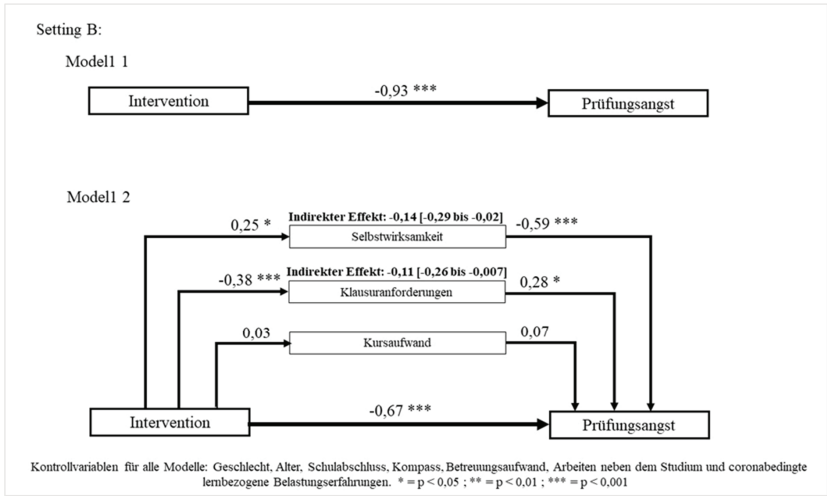 Setting B:
Model1 1
Intervention
-0,93 ***
Prüfungsangst
Model1 2
Indirekter Effekt: -0,14 [-0,29 bis -0,02]
0,25 *
Selbstwirksamkeit
-0,59 ***
Indirekter Effekt: -0,11 [-0,26 bis -0,007]
-0,38 ***
Klausuranforderungen
0,28 *
0,03
Kursaufwand
0,07
Intervention
-0,67 ***
Prüfungsangst
Kontrollvariablen für alle Modelle: Geschlecht, Alter, Schulabschluss, Kompass, Betreuungsaufwand, Arbeiten neben dem Studium und coronabedingte
lernbezogene Belastungserfahrungen. * = p < 0,05 ; ** = p < 0,01 ; *** = p < 0,001